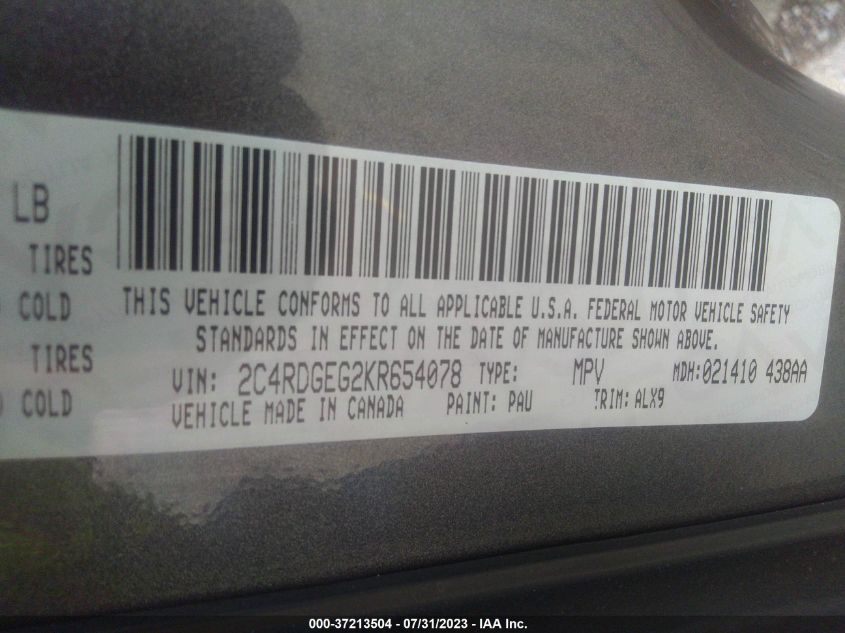 LB
TIRES
COLD
TIRES
COLD
THIS VEHICLE CONFORMS TO ALL APPLICABLE U.S.A. FEDERAL MOTOR VEHICLE SAFETY
STANDARDS IN EFFECT ON THE DATE OF MANUFACTURE SHOWN ABOVE.
VIN: 2C4RDGEG2KR654078 TYPE: MPV MDH:021410 438AA
VEHICLE MADE IN CANADA PAINT: PAU TRIM: ALX9
000-37213504 - 07/31/2023 - IAA Inc.